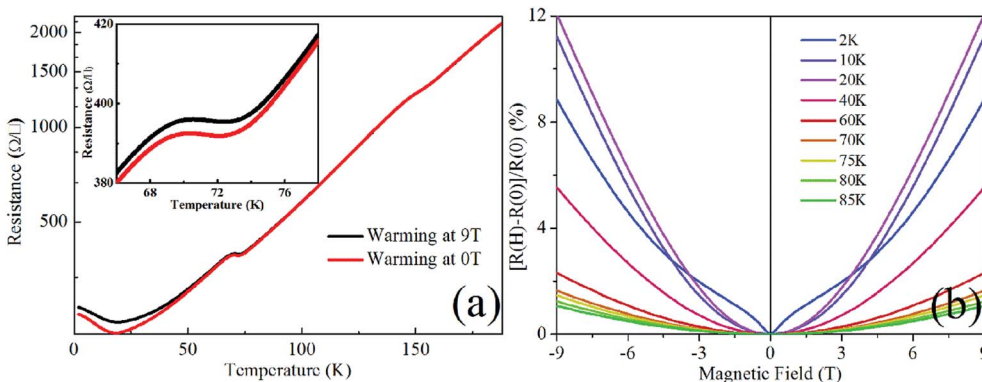 (a)
Resistance (Ω/□)
2000
1500
1000
500
0
50
100
150
Temperature (K)
Warming at 9T
Warming at 0T
420
400
380
Resistance (Ω/□)
68
72
76
Temperature (K)
(b)
[R(H)-R(0)]/R(0) (%)
12
8
4
0
-9
-6
-3
0
3
6
9
Magnetic Field (T)
2K
10K
20K
40K
60K
70K
75K
80K
85K